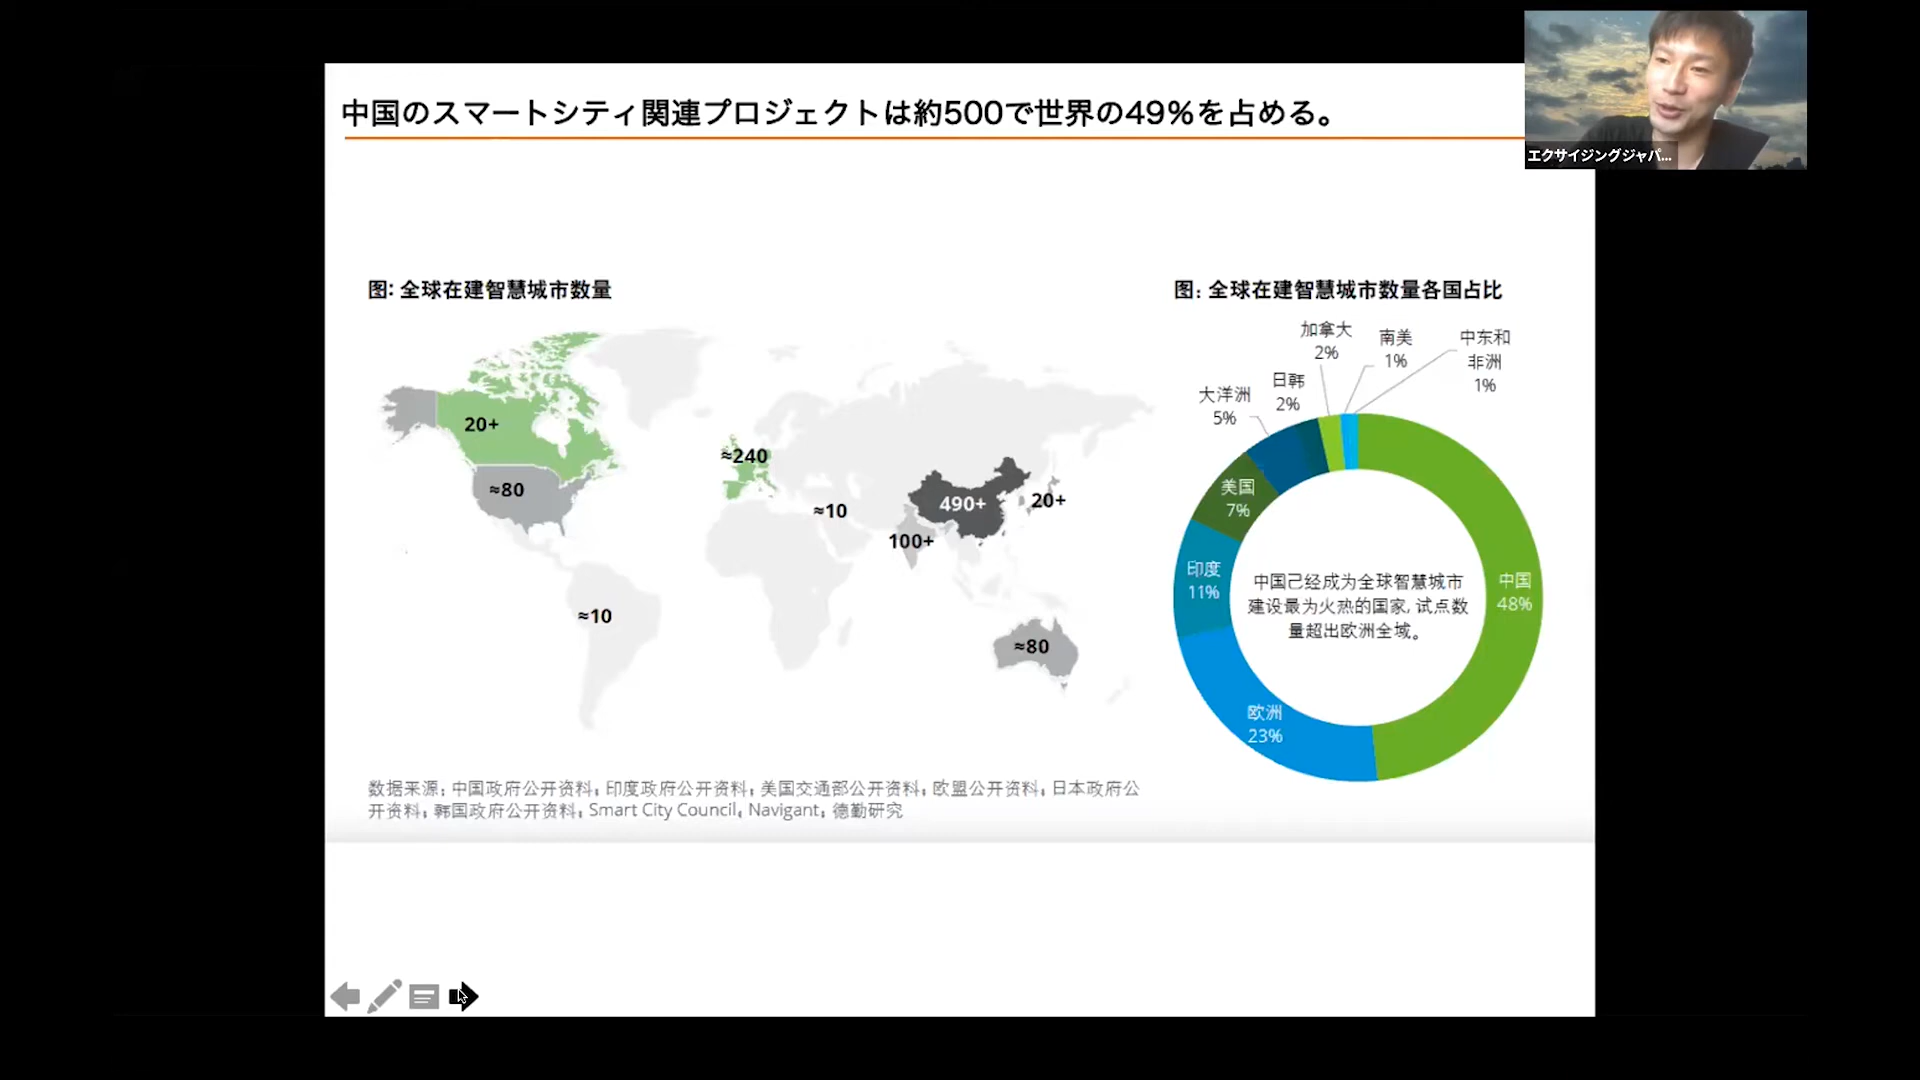 中国のスマートシティ関連プロジェクトは約500で世界の49%を占める。
エクサイジングジャパ...
图: 全球在建智慧城市数量
20+
≈80
≈240
≈10
490+
20+
100+
≈10
≈80
图: 全球在建智慧城市数量各国占比
加拿大
2%
南美
1%
中东和
非洲
1%
日韩
2%
大洋洲
5%
美国
7%
印度
11%
欧洲
23%
中国
48%
中国己经成为全球智慧城市
建设最为火热的国家, 试点数
量超出欧洲全域。
数据来源: 中国政府公开资料; 印度政府公开资料; 美国交通部公开资料; 欧盟公开资料; 日本政府公
开资料; 韩国政府公开资料; Smart City Council; Navigant; 德勤研究